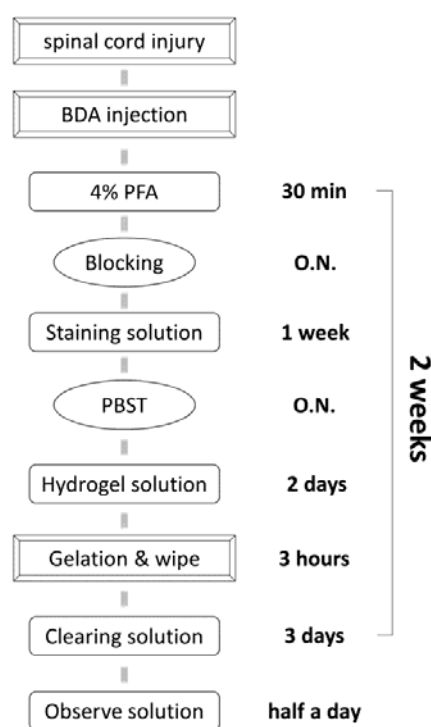 spinal cord injury
BDA injection
4% PFA 30 min
Blocking O.N.
Staining solution 1 week
PBST O.N.
Hydrogel solution 2 days
Gelation & wipe 3 hours
Clearing solution 3 days
Observe solution half a day
2 weeks